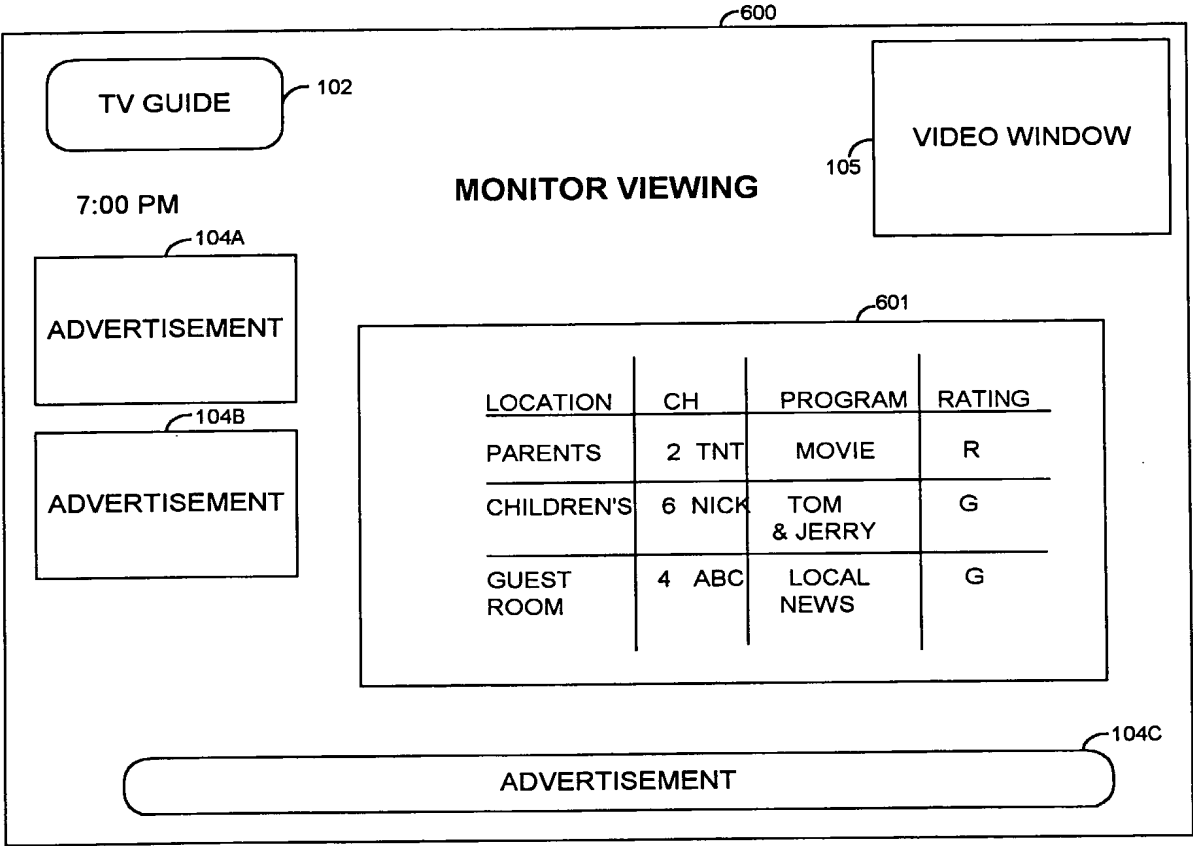 600
TV GUIDE
102
VIDEO WINDOW
105
MONITOR VIEWING
7:00 PM
104A
ADVERTISEMENT
104B
ADVERTISEMENT
601
LOCATION CH PROGRAM RATING
PARENTS 2 TNT MOVIE R
CHILDREN'S 6 NICK TOM G
& JERRY
GUEST 4 ABC LOCAL G
ROOM NEWS
104C
ADVERTISEMENT